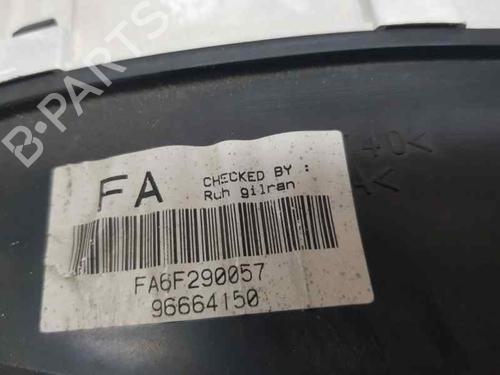 B-PARTS
FA
CHECKED BY :
Ruh gilran
FA6F290057
96664150